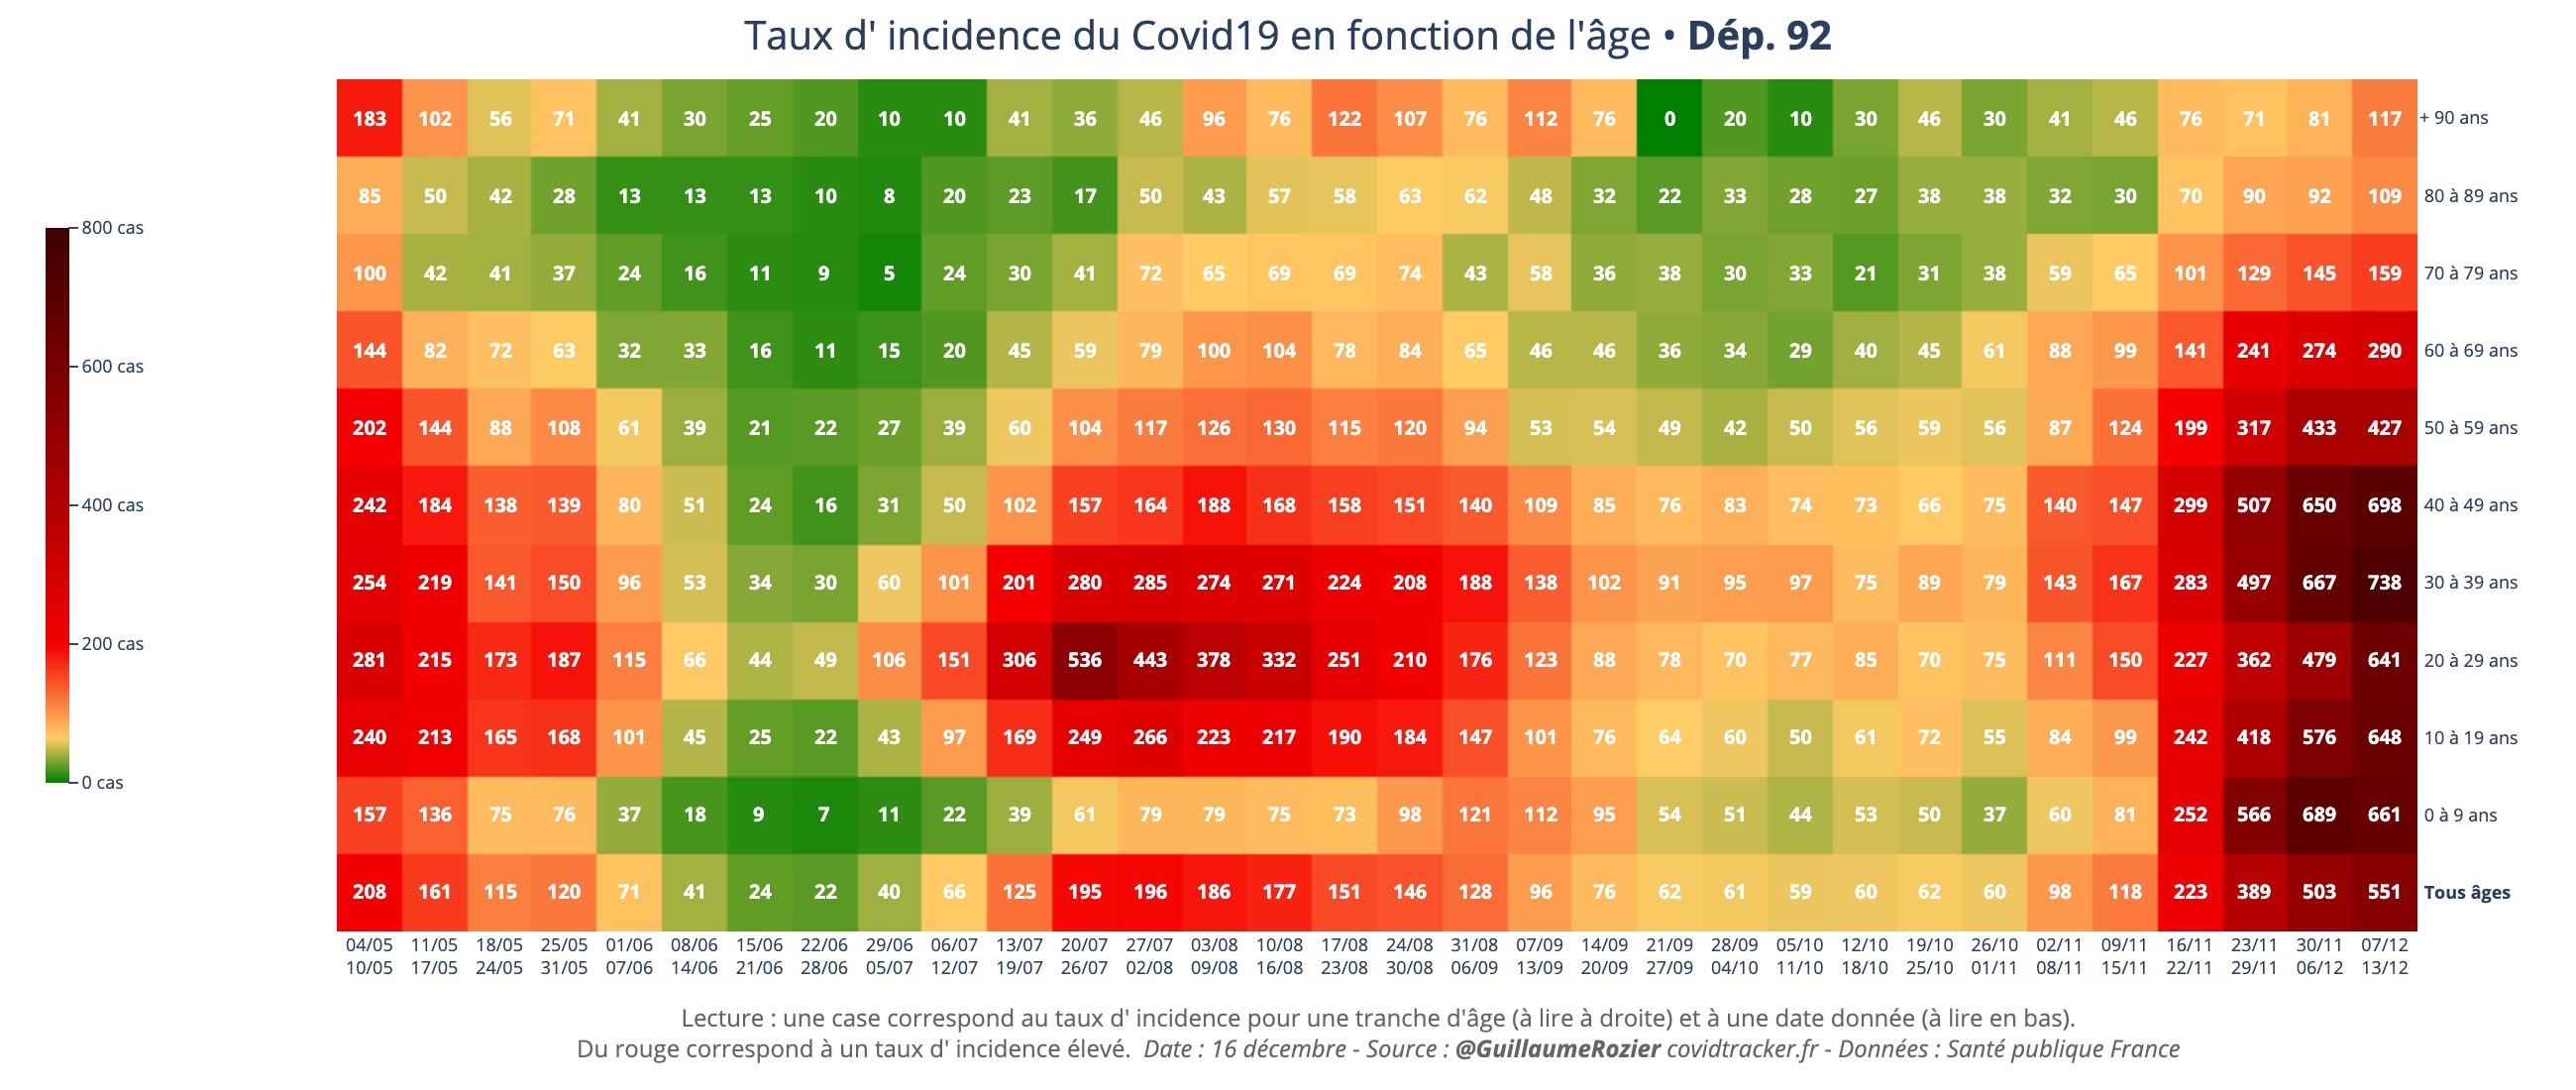 Taux d' incidence du Covid19 en fonction de l'âge • Dép. 92
183 102 56 71 41 30 25 20 10 10 41 36 46 96 76 122 107 76 112 76 0 20 10 30 46 30 41 46 76 71 81 117 + 90 ans
85 50 42 28 13 13 13 10 8 20 23 17 50 43 57 58 63 62 48 32 22 33 28 27 38 38 32 30 70 90 92 109 80 à 89 ans
800 cas
100 42 41 37 24 16 11 9 5 24 30 41 72 65 69 69 74 43 58 36 38 30 33 21 31 38 59 65 101 129 145 159 70 à 79 ans
144 82 72 63 32 33 16 11 15 20 45 59 79 100 104 78 84 65 46 46 36 34 29 40 45 61 88 99 141 241 274 290 60 à 69 ans
600 cas
202 144 88 108 61 39 21 22 27 39 60 104 117 126 130 115 120 94 53 54 49 42 50 56 59 56 87 124 199 317 433 427 50 à 59 ans
400 cas
242 184 138 139 80 51 24 16 31 50 102 157 164 188 168 158 151 140 109 85 76 83 74 73 66 75 140 147 299 507 650 698 40 à 49 ans
254 219 141 150 96 53 34 30 60 101 201 280 285 274 271 224 208 188 138 102 91 95 97 75 89 79 143 167 283 497 667 738 30 à 39 ans
200 cas
281 215 173 187 115 66 44 49 106 151 306 536 443 378 332 251 210 176 123 88 78 70 77 85 70 75 111 150 227 362 479 641 20 à 29 ans
240 213 165 168 101 45 25 22 43 97 169 249 266 223 217 190 184 147 101 76 64 60 50 61 72 55 84 99 242 418 576 648 10 à 19 ans
0 cas
157 136 75 76 37 18 9 7 11 22 39 61 79 79 75 73 98 121 112 95 54 51 44 53 50 37 60 81 252 566 689 661 0 à 9 ans
208 161 115 120 71 41 24 22 40 66 125 195 196 186 177 151 146 128 96 76 62 61 59 60 62 60 98 118 223 389 503 551 Tous âges
04/05 11/05 18/05 25/05 01/06 08/06 15/06 22/06 29/06 06/07 13/07 20/07 27/07 03/08 10/08 17/08 24/08 31/08 07/09 14/09 21/09 28/09 05/10 12/10 19/10 26/10 02/11 09/11 16/11 23/11 30/11 07/12
10/05 17/05 24/05 31/05 07/06 14/06 21/06 28/06 05/07 12/07 19/07 26/07 02/08 09/08 16/08 23/08 30/08 06/09 13/09 20/09 27/09 04/10 11/10 18/10 25/10 01/11 08/11 15/11 22/11 29/11 06/12 13/12
Lecture : une case correspond au taux d' incidence pour une tranche d'âge (à lire à droite) et à une date donnée (à lire en bas).
Du rouge correspond à un taux d' incidence élevé. Date : 16 décembre - Source : @GuillaumeRozier covidtracker.fr - Données : Santé publique France